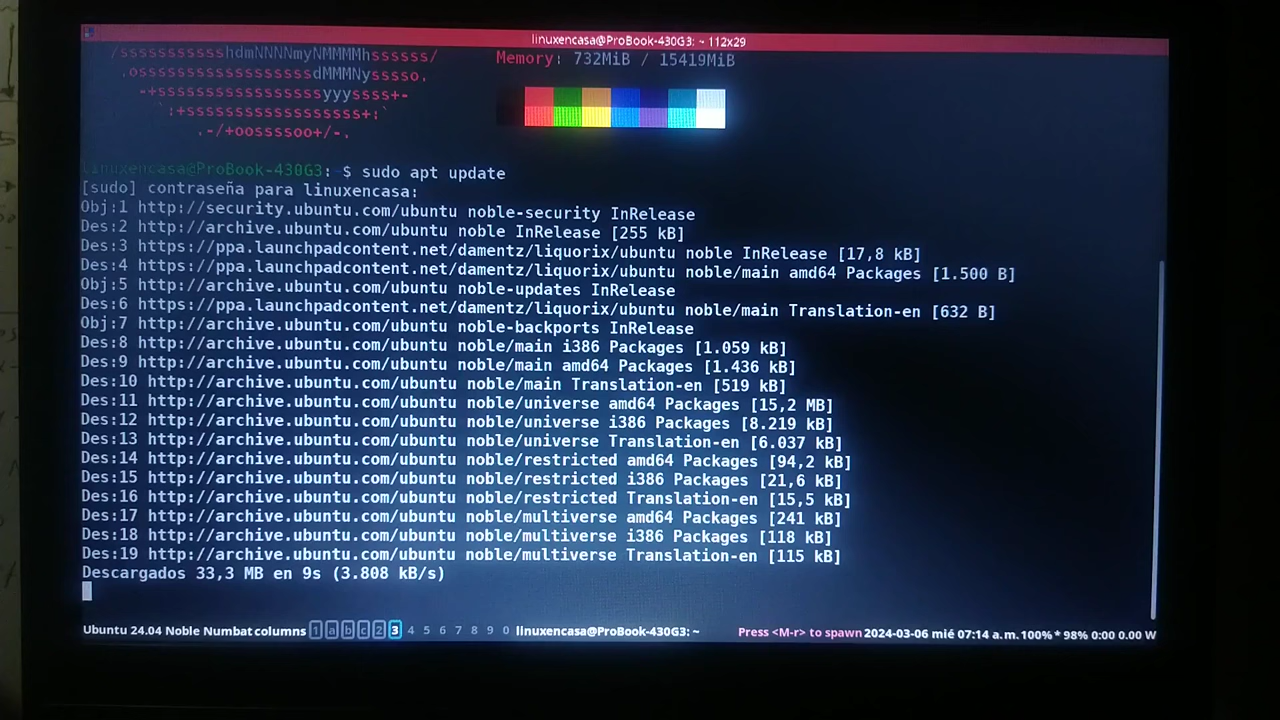 linuxencasa@ProBook-430G3: ~ 112x29
/ssssssssssshdmNNNNmyNMMMMhssssss/
.ossssssssssssssssssdMMMNysssso.
-+sssssssssssssssssyyyssss+-
`:+ssssssssssssssssss+:`
.-/+oossssoo+/-.
Memory: 732MiB / 15419MiB
linuxencasa@ProBook-430G3: $ sudo apt update
[sudo] contraseña para linuxencasa:
Obj:1 http://security.ubuntu.com/ubuntu noble-security InRelease
Des:2 http://archive.ubuntu.com/ubuntu noble InRelease [255 kB]
Des:3 https://ppa.launchpadcontent.net/damentz/liquorix/ubuntu noble InRelease [17,8 kB]
Des:4 https://ppa.launchpadcontent.net/damentz/liquorix/ubuntu noble/main amd64 Packages [1.500 B]
Obj:5 http://archive.ubuntu.com/ubuntu noble-updates InRelease
Des:6 https://ppa.launchpadcontent.net/damentz/liquorix/ubuntu noble/main Translation-en [632 B]
Obj:7 http://archive.ubuntu.com/ubuntu noble-backports InRelease
Des:8 http://archive.ubuntu.com/ubuntu noble/main i386 Packages [1.059 kB]
Des:9 http://archive.ubuntu.com/ubuntu noble/main amd64 Packages [1.436 kB]
Des:10 http://archive.ubuntu.com/ubuntu noble/main Translation-en [519 kB]
Des:11 http://archive.ubuntu.com/ubuntu noble/universe amd64 Packages [15,2 MB]
Des:12 http://archive.ubuntu.com/ubuntu noble/universe i386 Packages [8.219 kB]
Des:13 http://archive.ubuntu.com/ubuntu noble/universe Translation-en [6.037 kB]
Des:14 http://archive.ubuntu.com/ubuntu noble/restricted amd64 Packages [94,2 kB]
Des:15 http://archive.ubuntu.com/ubuntu noble/restricted i386 Packages [21,6 kB]
Des:16 http://archive.ubuntu.com/ubuntu noble/restricted Translation-en [15,5 kB]
Des:17 http://archive.ubuntu.com/ubuntu noble/multiverse amd64 Packages [241 kB]
Des:18 http://archive.ubuntu.com/ubuntu noble/multiverse i386 Packages [118 kB]
Des:19 http://archive.ubuntu.com/ubuntu noble/multiverse Translation-en [115 kB]
Descargados 33,3 MB en 9s (3.808 kB/s)
Ubuntu 24.04 Noble Numbat columns 1 a b c 2 3 4 5 6 7 8 9 0 linuxencasa@ProBook-430G3: ~ Press <M-r> to spawn 2024-03-06 mié 07:14 a.m. 100% * 98% 0:00 0.00 W